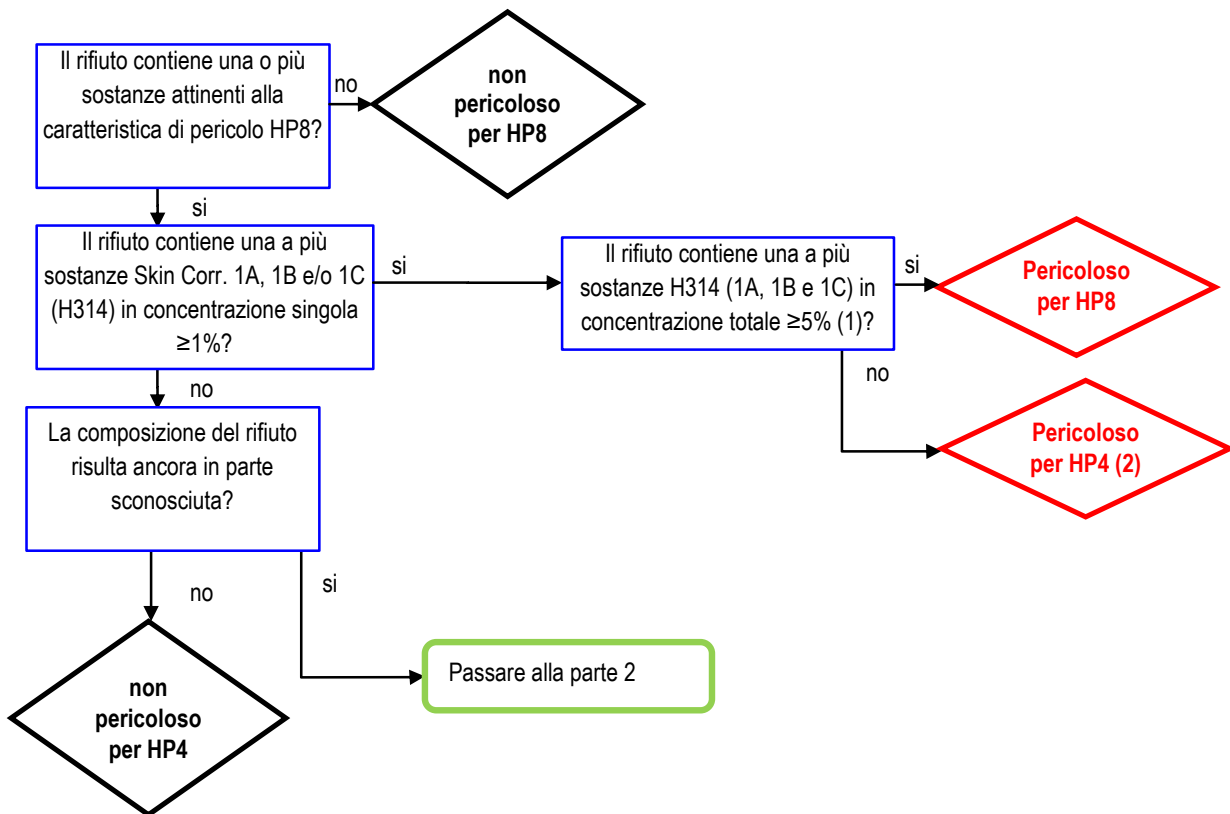 Il rifiuto contiene una o più
sostanze attinenti alla
caratteristica di pericolo HP8?
no
non
pericoloso
per HP8
si
Il rifiuto contiene una a più
sostanze Skin Corr. 1A, 1B e/o 1C
(H314) in concentrazione singola
≥1%?
si
Il rifiuto contiene una a più
sostanze H314 (1A, 1B e 1C) in
concentrazione totale ≥5% (1)?
si
Pericoloso
per HP8
no
Pericoloso
per HP4 (2)
no
La composizione del rifiuto
risulta ancora in parte
sconosciuta?
no
si
non
pericoloso
per HP4
Passare alla parte 2